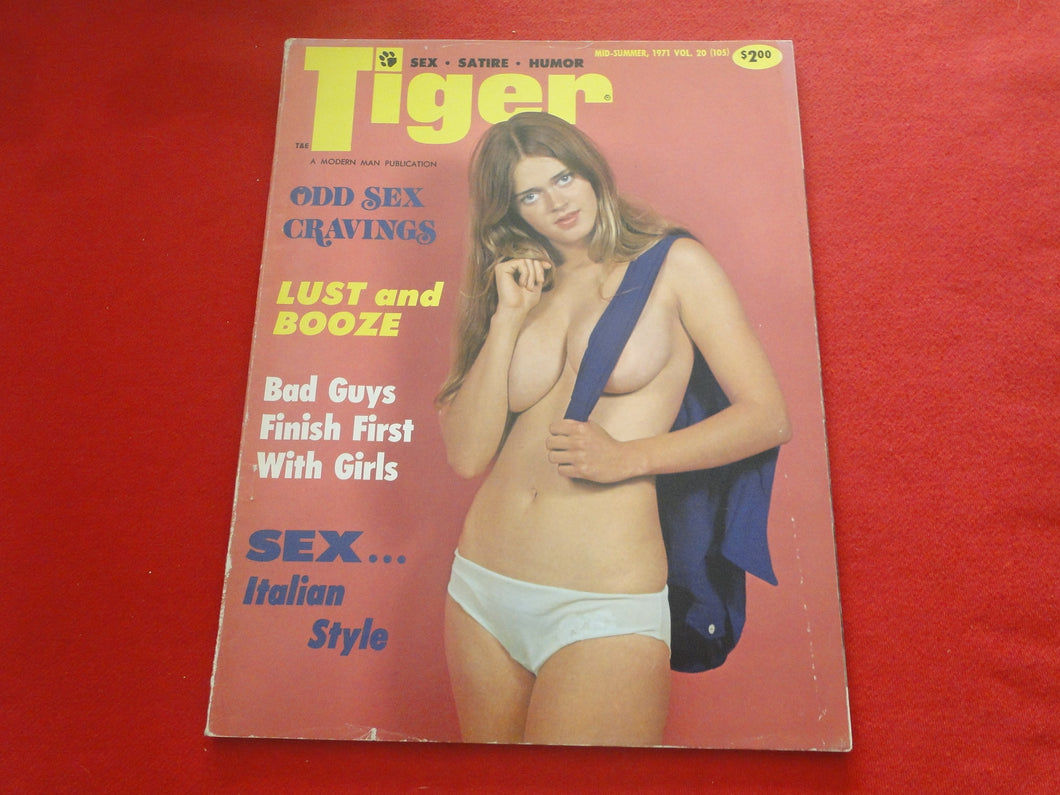 SEX • SATIRE • HUMOR
MID-SUMMER, 1971 VOL. 20 (105)
$2.00
Tiger®
T&E
A MODERN MAN PUBLICATION
ODD SEX
CRAVINGS
LUST and
BOOZE
Bad Guys
Finish First
With Girls
SEX...
Italian
Style